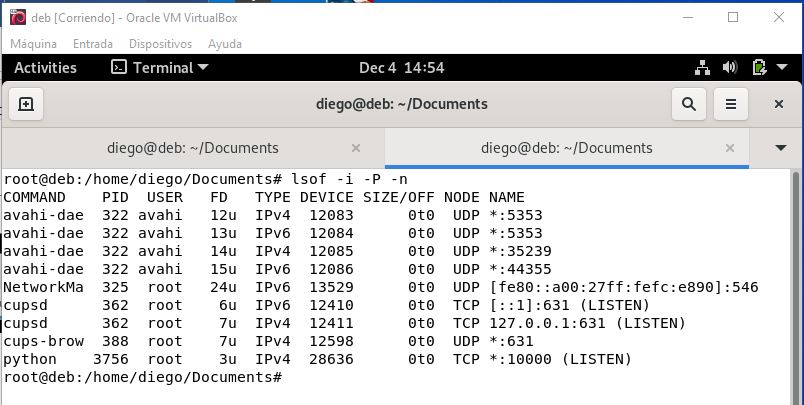 deb [Corriendo] - Oracle VM VirtualBox
Máquina Entrada Dispositivos Ayuda
Activities Terminal Dec 4 14:54
diego@deb: ~/Documents
diego@deb: ~/Documents diego@deb: ~/Documents
root@deb:/home/diego/Documents# lsof -i -P -n
COMMAND PID USER FD TYPE DEVICE SIZE/OFF NODE NAME
avahi-dae 322 avahi 12u IPv4 12083 0t0 UDP *:5353
avahi-dae 322 avahi 13u IPv6 12084 0t0 UDP *:5353
avahi-dae 322 avahi 14u IPv4 12085 0t0 UDP *:35239
avahi-dae 322 avahi 15u IPv6 12086 0t0 UDP *:44355
NetworkMa 325 root 24u IPv6 13529 0t0 UDP [fe80::a00:27ff:fefc:e890]:546
cupsd 362 root 6u IPv6 12410 0t0 TCP [::1]:631 (LISTEN)
cupsd 362 root 7u IPv4 12411 0t0 TCP 127.0.0.1:631 (LISTEN)
cups-brow 388 root 7u IPv4 12598 0t0 UDP *:631
python 3756 root 3u IPv4 28636 0t0 TCP *:10000 (LISTEN)
root@deb:/home/diego/Documents#